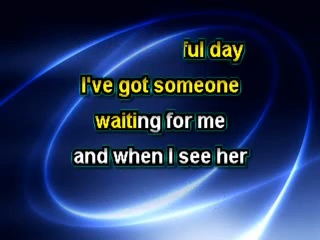 ful day
I've got someone
waiting for me
and when I see her